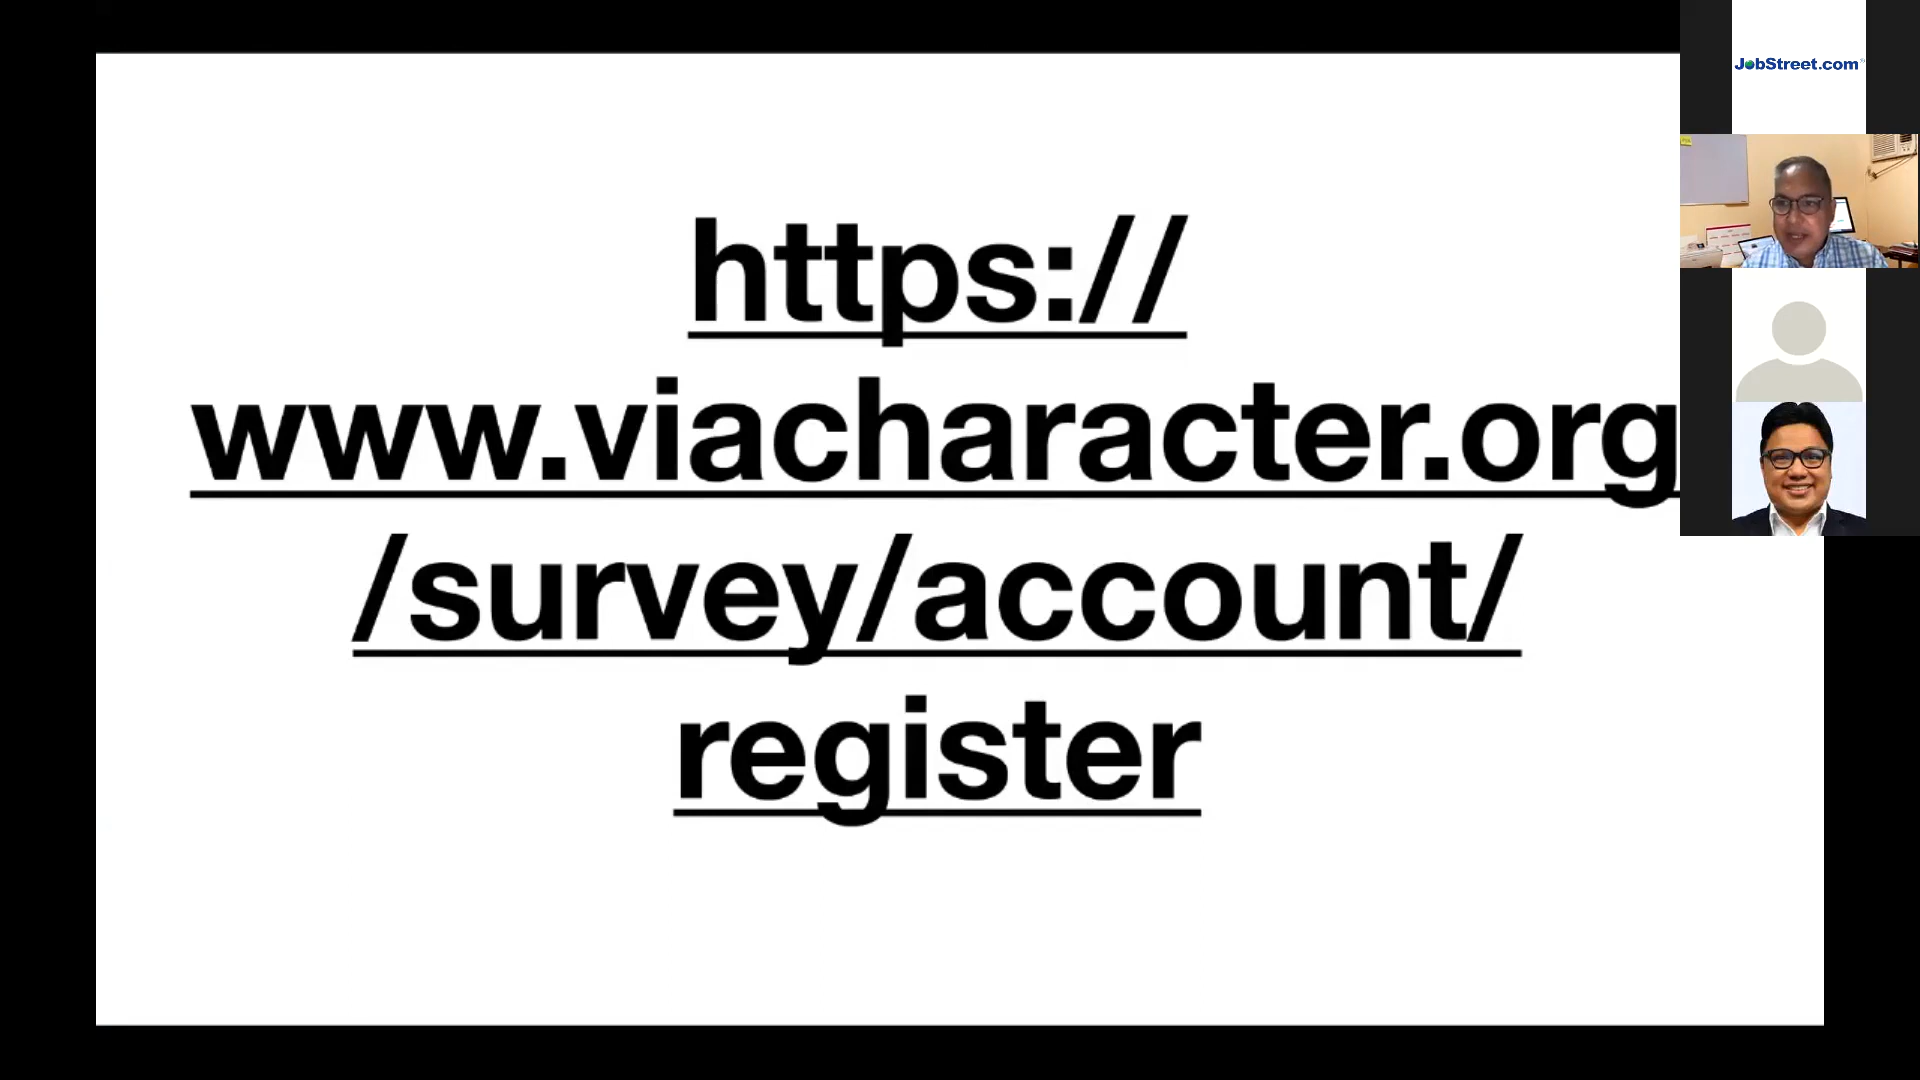 https://
www.viacharacter.org
/survey/account/
register
JobStreet.com